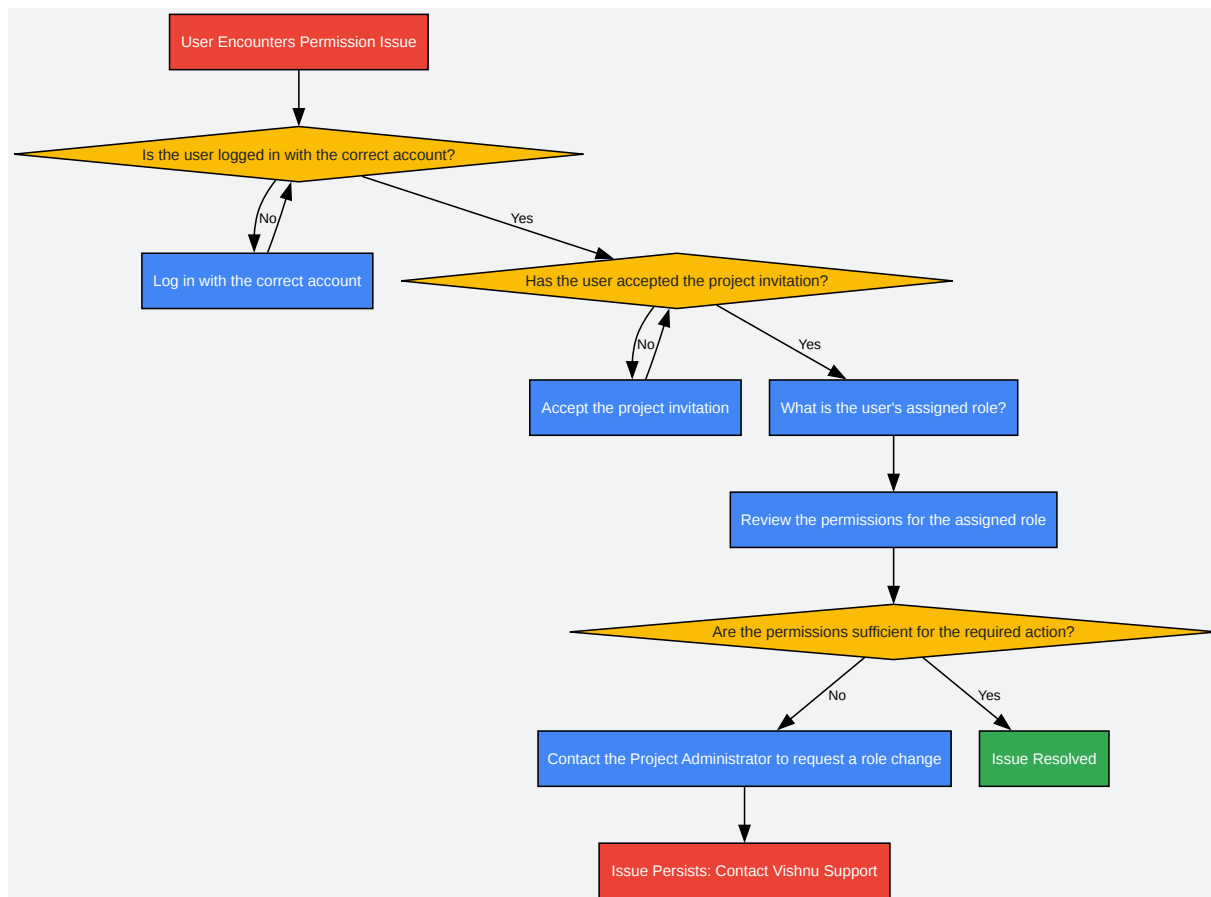 User Encounters Permission Issue
Is the user logged in with the correct account?
No
Yes
Log in with the correct account
Has the user accepted the project invitation?
No
Yes
Accept the project invitation
What is the user's assigned role?
Review the permissions for the assigned role
Are the permissions sufficient for the required action?
No
Yes
Contact the Project Administrator to request a role change
Issue Resolved
Issue Persists: Contact Vishnu Support